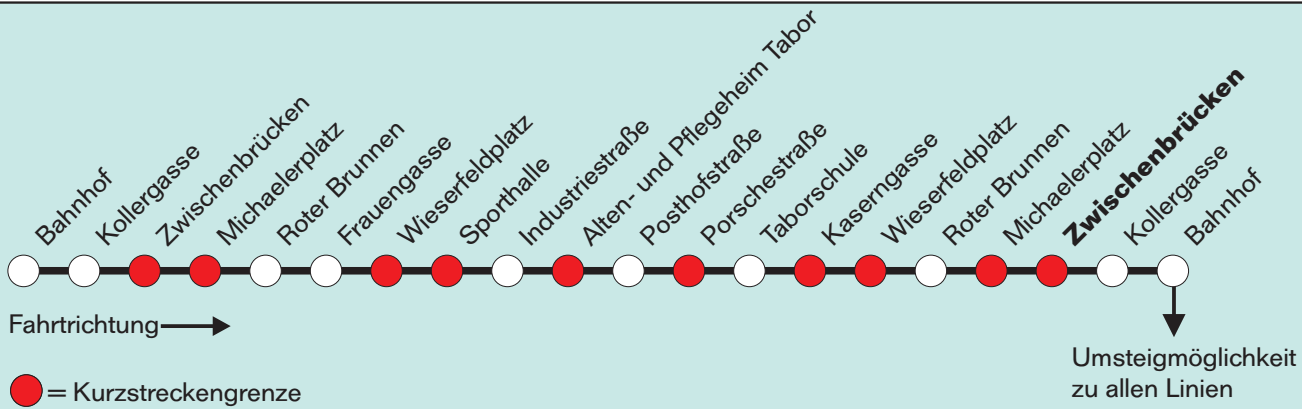 Bahnhof
Kollergasse
Zwischenbrücken
Michaelerplatz
Roter Brunnen
Frauengasse
Wieserfeldplatz
Sporthalle
Industriestraße
Alten- und Pflegeheim Tabor
Posthofstraße
Porschestraße
Taborschule
Kaserngasse
Wieserfeldplatz
Roter Brunnen
Michaelerplatz
Zwischenbrücken
Kollergasse
Bahnhof
Fahrtrichtung
Umsteigmöglichkeit
zu allen Linien
= Kurzstreckengrenze